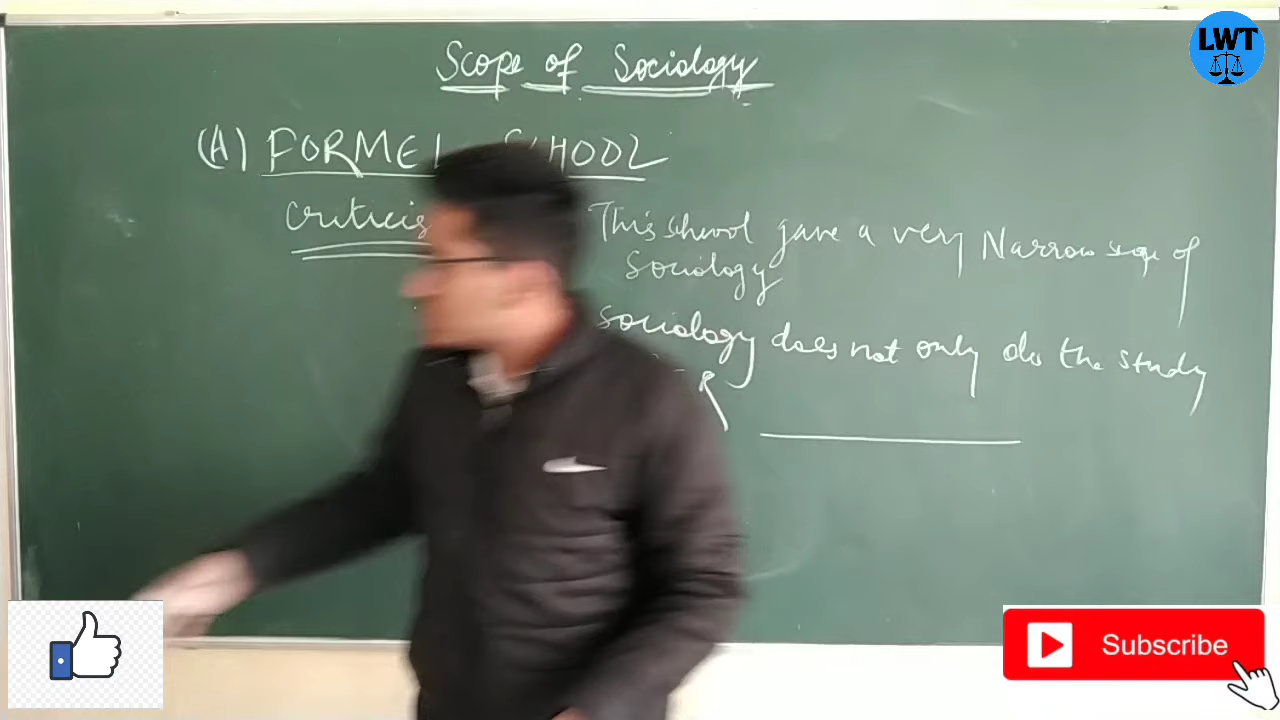 Scope of Sociology
LWT
(A) FORMEL SCHOOL
criticis
This school gave a very Narrow scope of
Sociology
Sociology does not only do the study
Subscribe